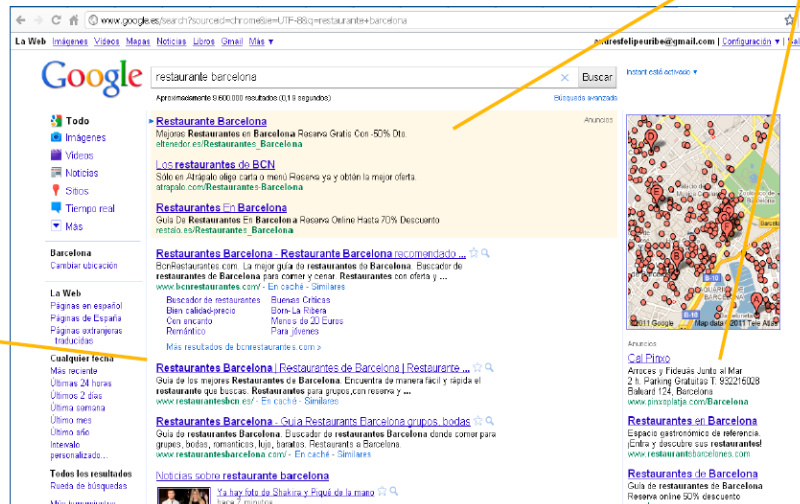 www.google.es/search?sourceid=chrome&ie=UTF-8&q=restaurante+barcelona
La Web Imágenes Videos Mapas Noticias Libros Gmail Más ▼
andresfelipeuribe@gmail.com | Configuración ▼ |
Google
restaurante barcelona
Buscar
Instant está activado ▼
Aproximadamente 9.600.000 resultados (0,19 segundos)
Búsqueda avanzada
Todo
Imágenes
Videos
Noticias
Sitios
Tiempo real
Más
Barcelona
Cambiar ubicación
La Web
Páginas en español
Páginas de España
Páginas extranjeras
traducidas
Cualquier fecha
Más reciente
Últimas 24 horas
Últimos 2 días
Última semana
Último mes
Último año
Intervalo
personalizado...
Todos los resultados
Rueda de búsquedas
Anuncios
Restaurante Barcelona
Mejores Restaurantes en Barcelona Reserva Gratis Con -50% Dto.
eltenedor.es/Restaurantes_Barcelona
Los restaurantes de BCN
Sólo en Atrápalo elige carta o menú Reserva ya y obtén la mejor oferta.
atrapalo.com/Restaurantes-Barcelona
Restaurantes En Barcelona
Guía De Restaurantes En Barcelona Reserva Online Hasta 70% Descuento
restalo.es/Restaurantes_Barcelona
Restaurantes Barcelona - Restaurante Barcelona recomendado ...
BcnRestaurantes.com. La mejor guía de restaurantes de Barcelona. Buscador de
restaurantes de Barcelona para comer y cenar. Restaurantes con oferta y ...
www.bcnrestaurantes.com/ - En caché - Similares
Buscador de restaurantes Buenas Críticas
Bien calidad-precio Born-La Ribera
Con encanto Menos de 20 Euros
Romántico Para jóvenes
Más resultados de bcnrestaurantes.com »
Restaurantes Barcelona | Restaurantes de Barcelona | Restaurante ...
Guía de los mejores Restaurantes de Barcelona. Encuentra de manera fácil y rápida el
restaurante que buscas. Restaurantes para grupos,con reserva y ...
www.restaurantesbcn.es/ - En caché - Similares
Restaurantes Barcelona - Guía Restaurants Barcelona grupos, bodas
Guía de restaurantes Barcelona. Buscador de restaurantes Barcelona donde comer para
grupos, bodas, romanticos, lujo, baratos. Restaurants a Barcelona.
www.restaurantesbarcelona.com/ - En caché - Similares
Noticias sobre restaurante barcelona
Ya hay foto de Shakira y Piqué de la mano
hace 7 minutos
©2011 Google Map data ©2011 Tele Atlas
Anuncios
Cal Pinxo
Arroces y Fideuás Junto al Mar
2 h. Parking Gratuitas T. 932215028
Baluard 124, Barcelona
www.pinxoplatja.com/Barcelona
Restaurantes en Barcelona
Espacio gastronómico de referencia.
¡Entra y descubre sus restaurantes!
www.restaurantsbarcelones.com
Restaurantes de Barcelona
Reserva online 50% descuento